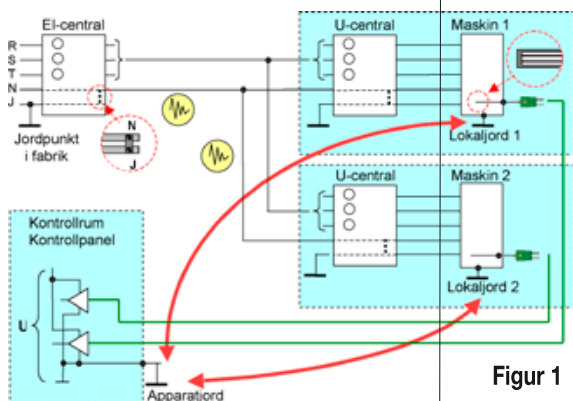 El-central
U-central
Maskin 1
R
S
T
N
J
N
J
Jordpunkt
i fabrik
Lokaljord 1
U-central
Maskin 2
Lokaljord 2
Kontrollrum
Kontrollpanel
U
Apparatjord
Figur 1